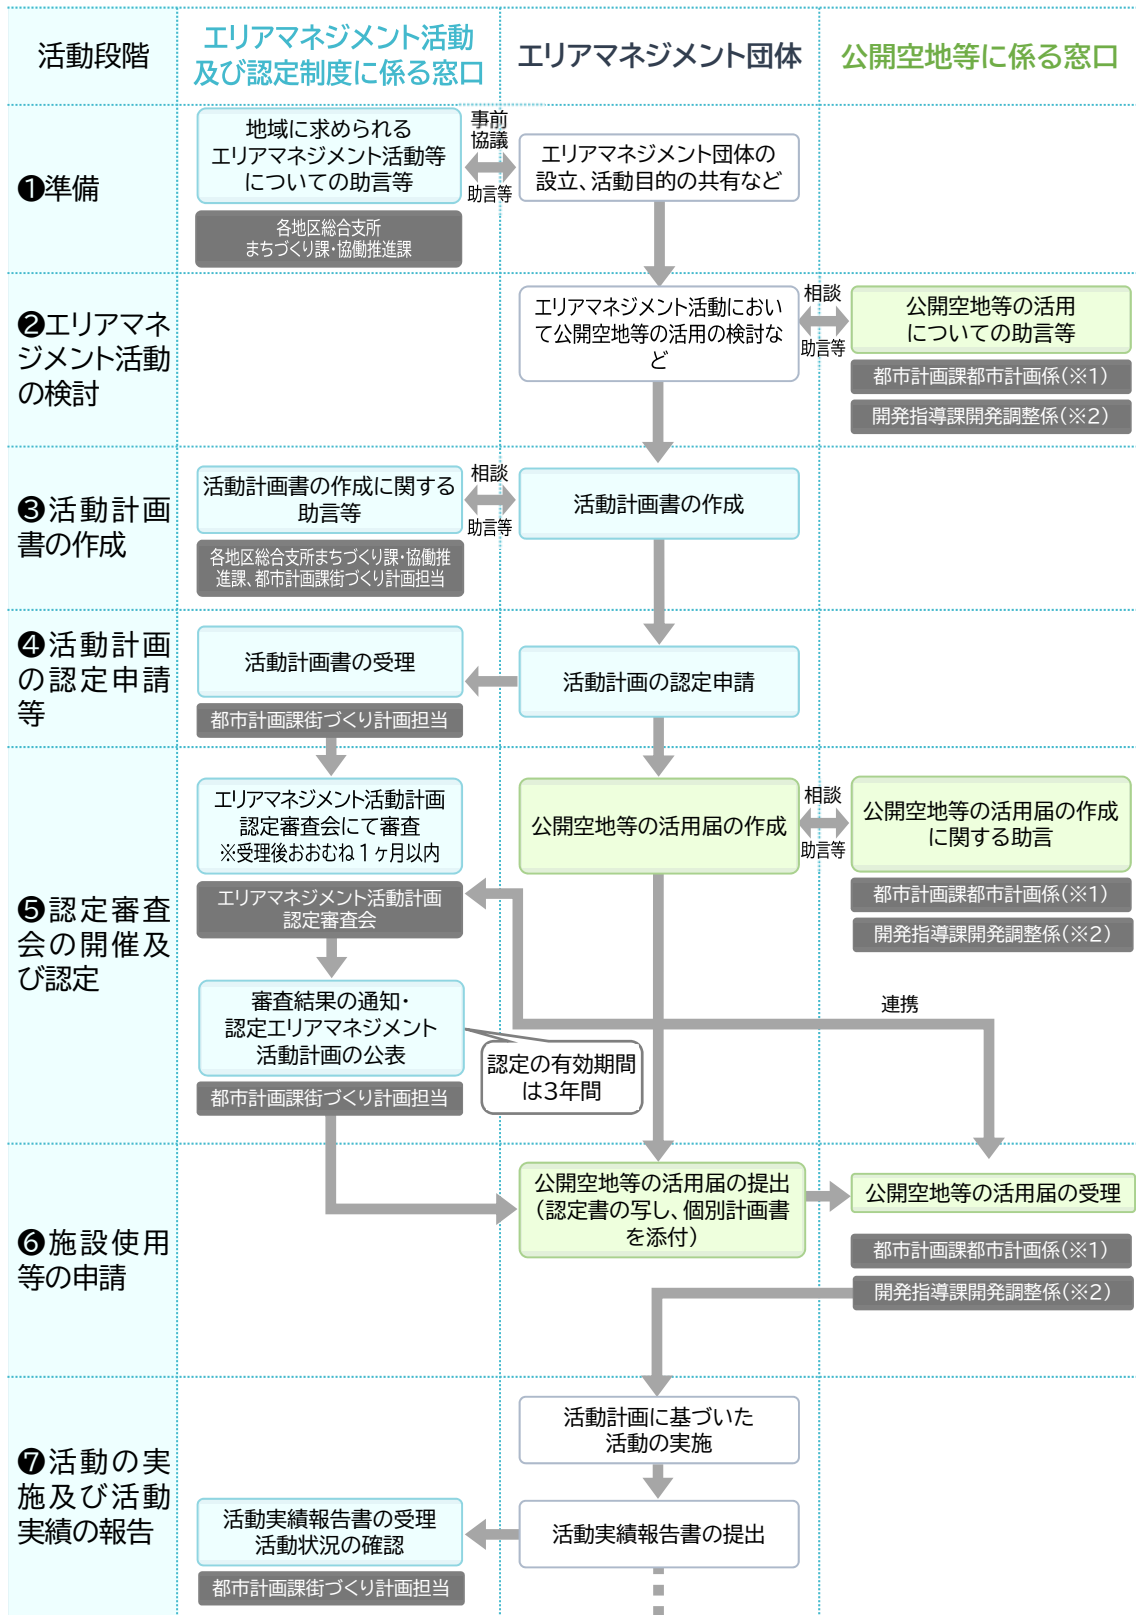 活動段階
エリアマネジメント活動
及び認定制度に係る窓口
エリアマネジメント団体
公開空地等に係る窓口
❶準備
地域に求められる
エリアマネジメント活動等
についての助言等
各地区総合支所
まちづくり課・協働推進課
事前
協議
助言等
エリアマネジメント団体の
設立、活動目的の共有など
❷エリアマネ
ジメント活動
の検討
エリアマネジメント活動におい
て公開空地等の活用の検討な
ど
相談
助言等
公開空地等の活用
についての助言等
都市計画課都市計画係(※1)
開発指導課開発調整係(※2)
❸活動計画
書の作成
活動計画書の作成に関する
助言等
各地区総合支所まちづくり課・協働推
進課、都市計画課街づくり計画担当
相談
助言等
活動計画書の作成
❹活動計画
の認定申請
等
活動計画書の受理
都市計画課街づくり計画担当
活動計画の認定申請
❺認定審査
会の開催及
び認定
エリアマネジメント活動計画
認定審査会にて審査
※受理後おおむね1ヶ月以内
エリアマネジメント活動計画
認定審査会
審査結果の通知・
認定エリアマネジメント
活動計画の公表
都市計画課街づくり計画担当
認定の有効期間
は3年間
公開空地等の活用届の作成
相談
助言等
公開空地等の活用届の作成
に関する助言
都市計画課都市計画係(※1)
開発指導課開発調整係(※2)
連携
❻施設使用
等の申請
公開空地等の活用届の提出
(認定書の写し、個別計画書
を添付)
公開空地等の活用届の受理
都市計画課都市計画係(※1)
開発指導課開発調整係(※2)
❼活動の実
施及び活動
実績の報告
活動計画に基づいた
活動の実施
活動実績報告書の受理
活動状況の確認
都市計画課街づくり計画担当
活動実績報告書の提出